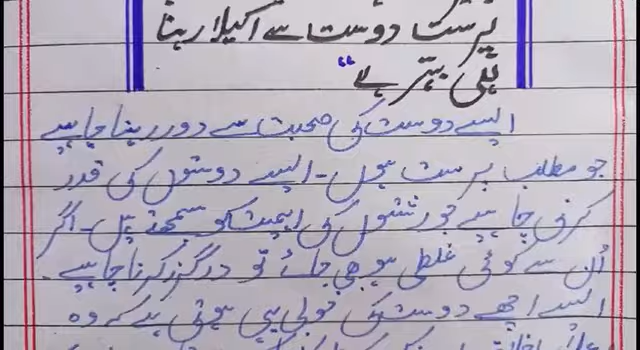 پرست دوست سے اکیلا رہنا
ہی بہتر ہے"
ایسے دوست کی صحبت سے دور رہنا چاہیے
جو مطلب پرست ہوں۔ ایسے دوستوں کی قدر
کرنی چاہیے جو رشتوں کی اہمیت کو سمجھتے ہیں۔ اگر
اُن سے کوئی غلطی ہو بھی جائے تو درگزر کرنا چاہیے۔
ایسے اچھے دوست کی خوبی یہی ہوتی ہے کہ وہ